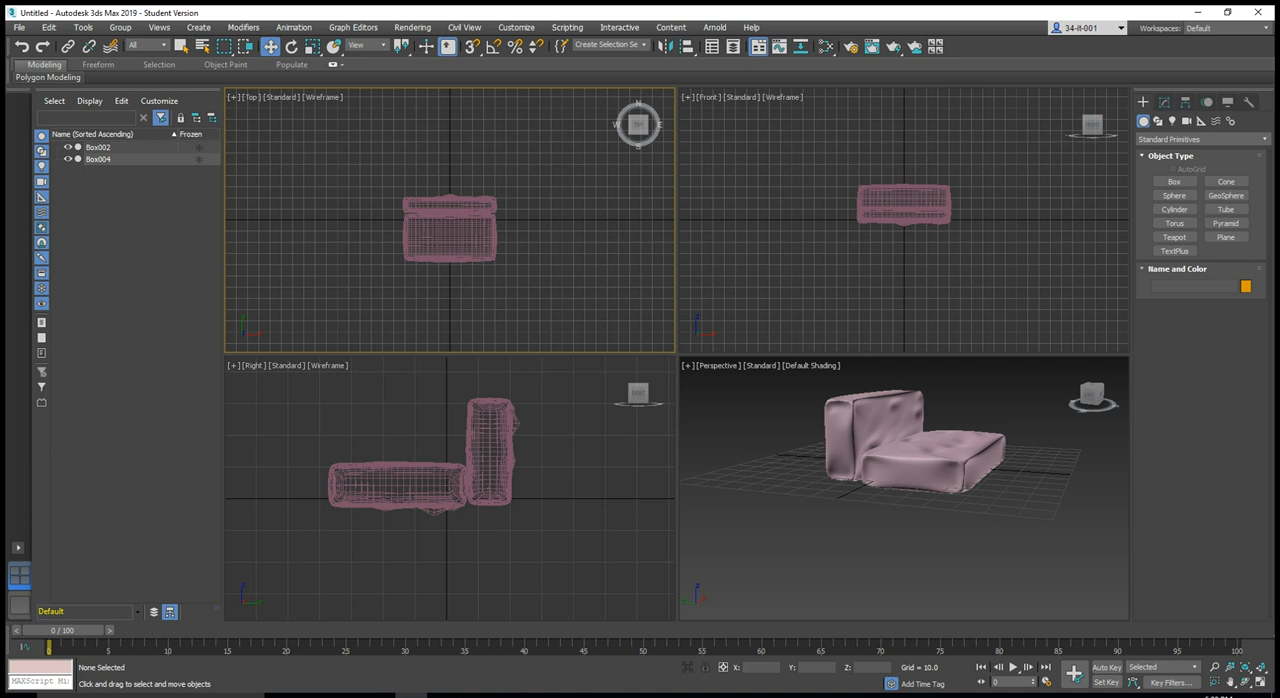 Untitled - Autodesk 3ds Max 2019 - Student Version
File Edit Tools Group Views Create Modifiers Animation Graph Editors Rendering Civil View Customize Scripting Interactive Content Arnold Help 34-it-001 Workspaces: Default
All View Create Selection Se
Modeling Freeform Selection Object Paint Populate
Polygon Modeling
Select Display Edit Customize
Name (Sorted Ascending) Frozen
Box002
Box004
Default
[+] [Top] [Standard] [Wireframe]
N
W TOP E
S
[+] [Front] [Standard] [Wireframe]
[+] [Right] [Standard] [Wireframe]
[+] [Perspective] [Standard] [Default Shading]
Standard Primitives
Object Type
AutoGrid
Box Cone
Sphere GeoSphere
Cylinder Tube
Torus Pyramid
Teapot Plane
TextPlus
Name and Color
0 / 100
0 5 10 15 20 25 30 35 40 45 50 55 60 65 70 75 80 85 90 95 100
None Selected X: Y: Z: Grid = 10.0 Auto Key Selected
MAXScript Mi: Click and drag to select and move objects Add Time Tag 0 Set Key Key Filters...